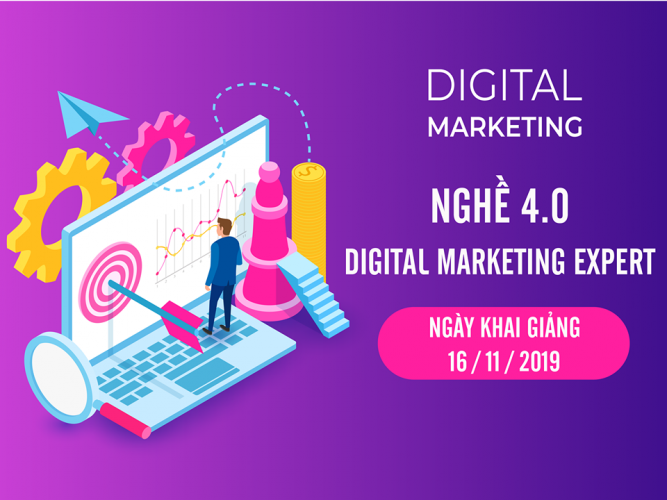 DIGITAL
MARKETING
NGHỀ 4.0
DIGITAL MARKETING EXPERT
NGÀY KHAI GIẢNG
16 / 11 / 2019
$